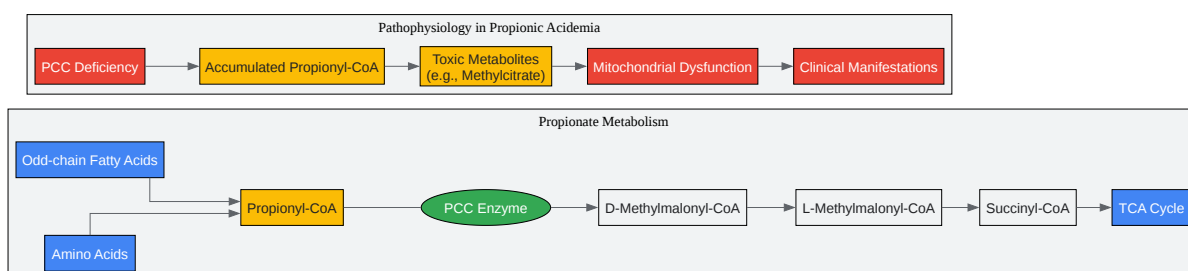 Pathophysiology in Propionic Acidemia
PCC Deficiency
Accumulated Propionyl-CoA
Toxic Metabolites
(e.g., Methylcitrate)
Mitochondrial Dysfunction
Clinical Manifestations
Propionate Metabolism
Odd-chain Fatty Acids
Amino Acids
Propionyl-CoA
PCC Enzyme
D-Methylmalonyl-CoA
L-Methylmalonyl-CoA
Succinyl-CoA
TCA Cycle